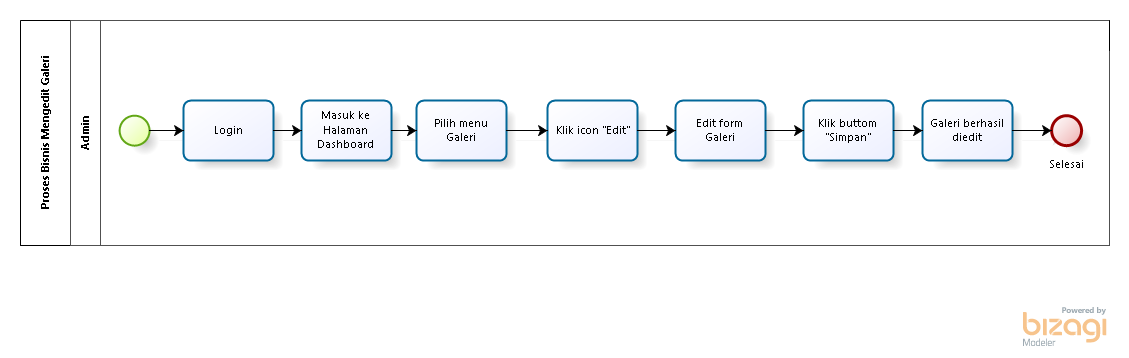 Proses Bisnis Mengedit Galeri
Admin
Login
Masuk ke
Halaman
Dashboard
Pilih menu
Galeri
Klik icon "Edit"
Edit form
Galeri
Klik buttom
"Simpan"
Galeri berhasil
diedit
Selesai
Powered by
bizagi
Modeler